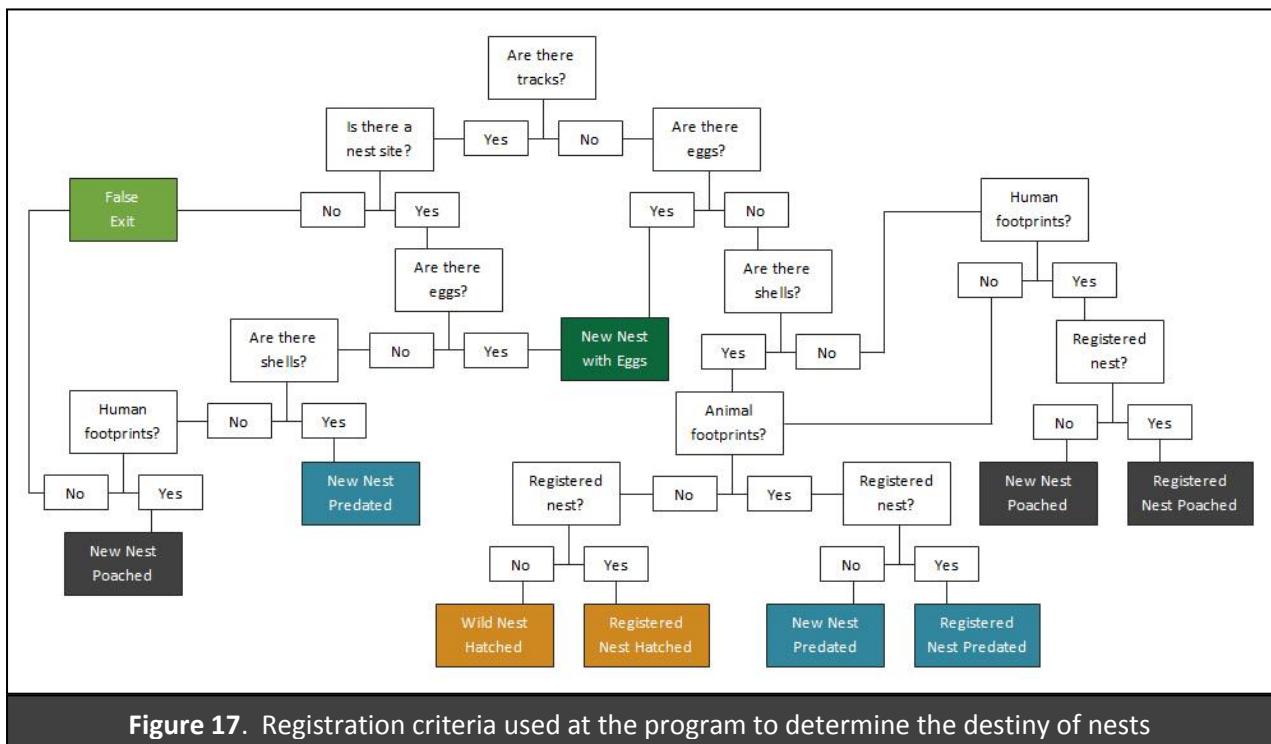 Are there
tracks?
Is there a
nest site?
Yes
No
Are there
eggs?
False
Exit
No
Yes
Yes
No
Human
footprints?
Are there
eggs?
Are there
shells?
No
Yes
Are there
shells?
No
Yes
New Nest
with Eggs
Yes
No
Registered
nest?
Human
footprints?
No
Yes
Animal
footprints?
No
Yes
No
Yes
New Nest
Predated
Registered
nest?
No
Yes
Registered
nest?
New Nest
Poached
Registered
Nest Poached
New Nest
Poached
No
Yes
No
Yes
Wild Nest
Hatched
Registered
Nest Hatched
New Nest
Predated
Registered
Nest Predated
Figure 17. Registration criteria used at the program to determine the destiny of nests